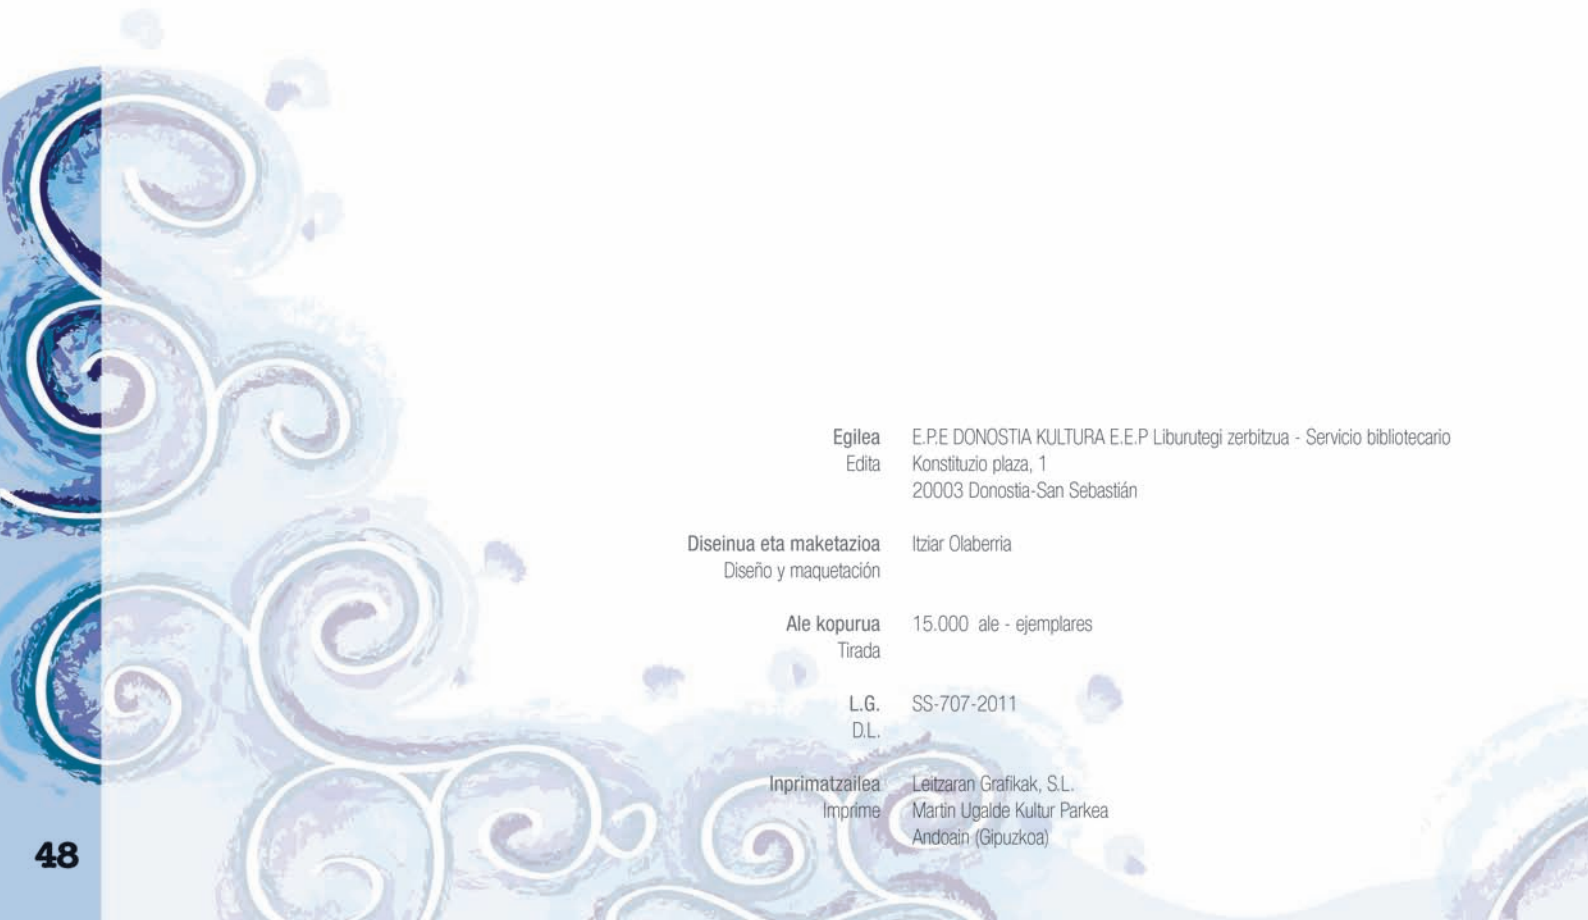 Egilea E.P.E DONOSTIA KULTURA E.E.P Liburutegi zerbitzua - Servicio bibliotecario
Edita Konstituzio plaza, 1
20003 Donostia-San Sebastián
Diseinua eta maketazioa Itziar Olaberria
Diseño y maquetación
Ale kopurua 15.000 ale - ejemplares
Tirada
L.G. SS-707-2011
D.L.
Inprimatzailea Leitzaran Grafikak, S.L.
Imprime Martin Ugalde Kultur Parkea
Andoain (Gipuzkoa)
48